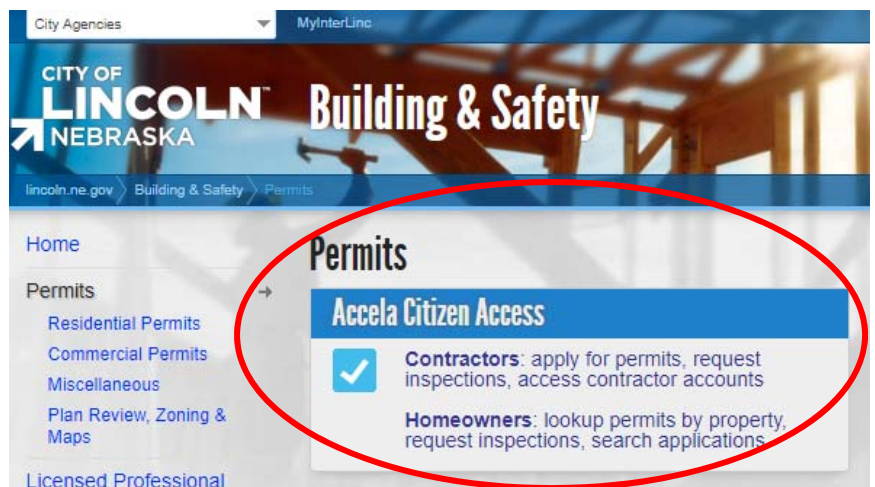 City Agencies
MyInterLinc
CITY OF
LINCOLN™
NEBRASKA
Building & Safety
lincoln.ne.gov
Building & Safety
Permits
Home
Permits
Residential Permits
Commercial Permits
Miscellaneous
Plan Review, Zoning &
Maps
Licensed Professional
Permits
Accela Citizen Access
Contractors: apply for permits, request
inspections, access contractor accounts
Homeowners: lookup permits by property,
request inspections, search applications